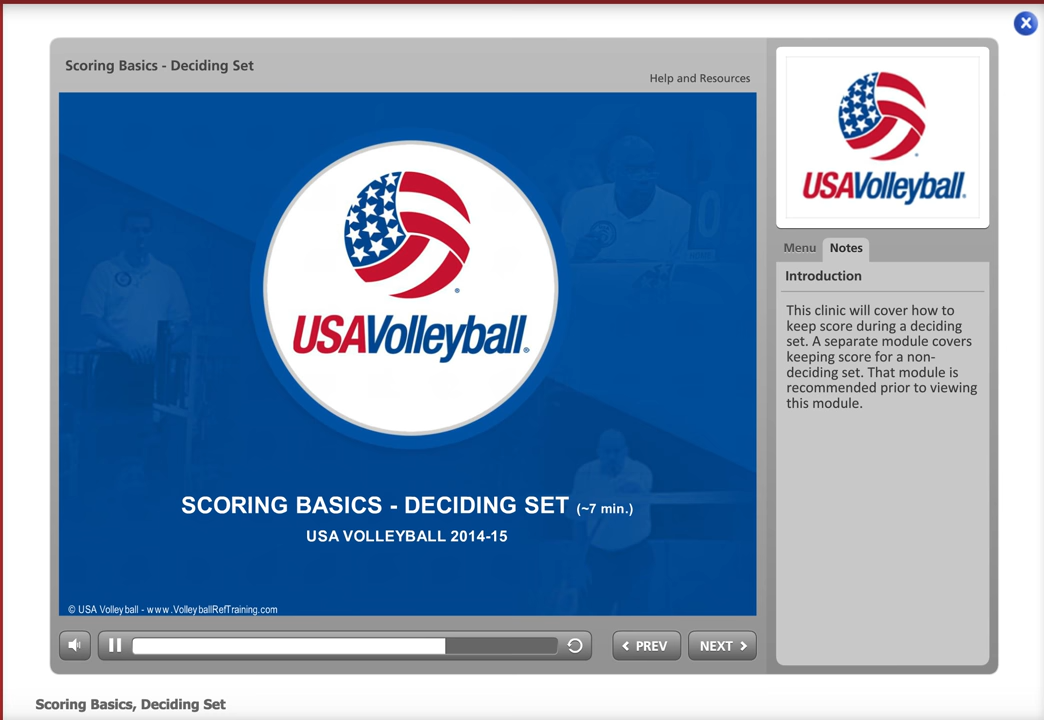 Scoring Basics - Deciding Set
Help and Resources
USAVolleyball®
SCORING BASICS - DECIDING SET (~7 min.)
USA VOLLEYBALL 2014-15
© USA Volleyball - www.VolleyballRefTraining.com
PREV
NEXT
USAVolleyball
Menu
Notes
Introduction
This clinic will cover how to
keep score during a deciding
set. A separate module covers
keeping score for a non-
deciding set. That module is
recommended prior to viewing
this module.
Scoring Basics, Deciding Set